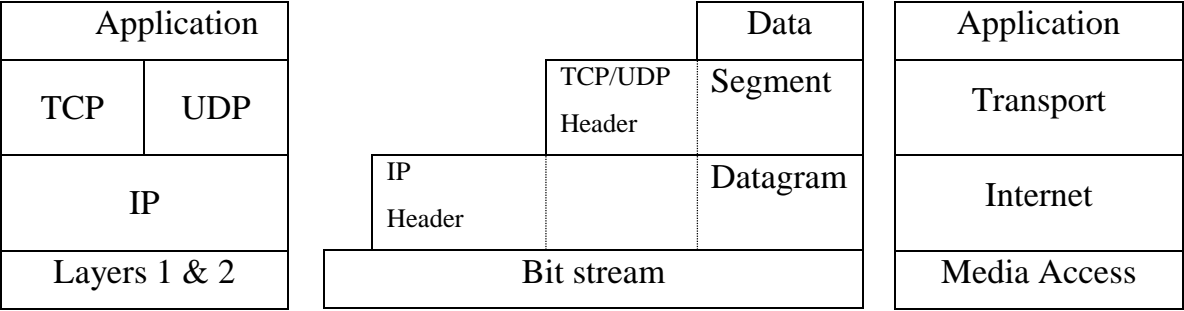 Application
TCP
UDP
IP
Layers 1 & 2
Data
TCP/UDP
Header
Segment
IP
Header
Datagram
Bit stream
Application
Transport
Internet
Media Access